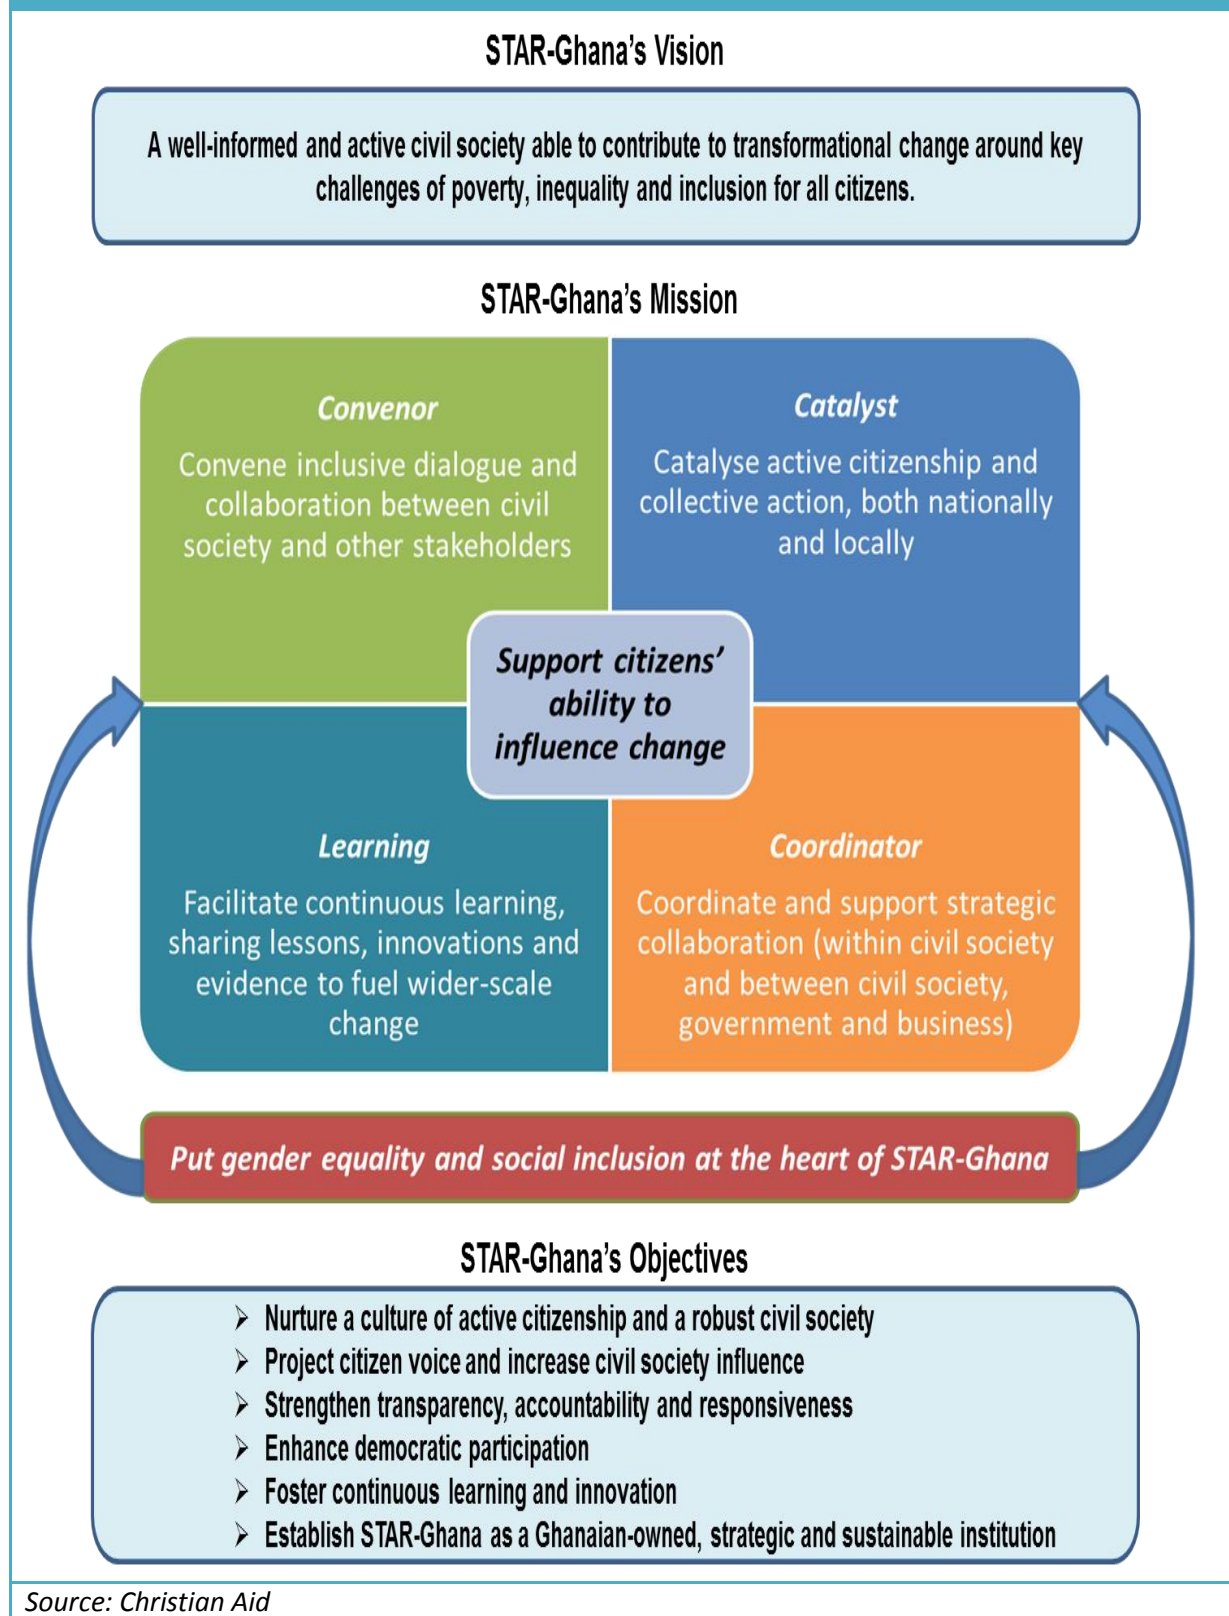 STAR-Ghana's Vision
A well-informed and active civil society able to contribute to transformational change around key
challenges of poverty, inequality and inclusion for all citizens.
STAR-Ghana's Mission
Convenor
Convene inclusive dialogue and
collaboration between civil
society and other stakeholders
Catalyst
Catalyse active citizenship and
collective action, both nationally
and locally
Support citizens'
ability to
influence change
Learning
Facilitate continuous learning,
sharing lessons, innovations and
evidence to fuel wider-scale
change
Coordinator
Coordinate and support strategic
collaboration (within civil society
and between civil society,
government and business)
Put gender equality and social inclusion at the heart of STAR-Ghana
STAR-Ghana's Objectives
➢ Nurture a culture of active citizenship and a robust civil society
➢ Project citizen voice and increase civil society influence
➢ Strengthen transparency, accountability and responsiveness
➢ Enhance democratic participation
➢ Foster continuous learning and innovation
➢ Establish STAR-Ghana as a Ghanaian-owned, strategic and sustainable institution
Source: Christian Aid